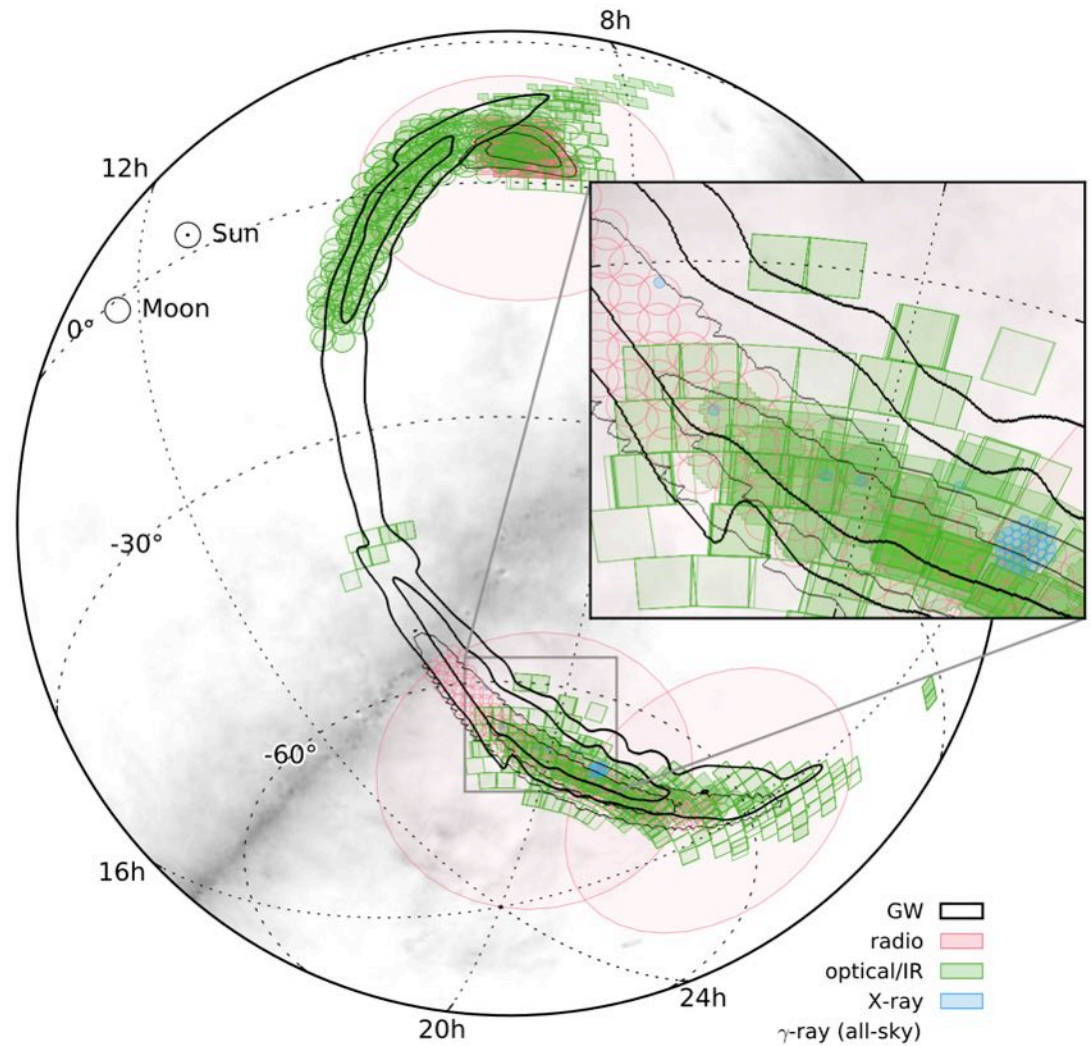 8h
12h
Sun
Moon
0°
-30°
-60°
16h
20h
24h
GW
radio
optical/IR
X-ray
γ-ray (all-sky)